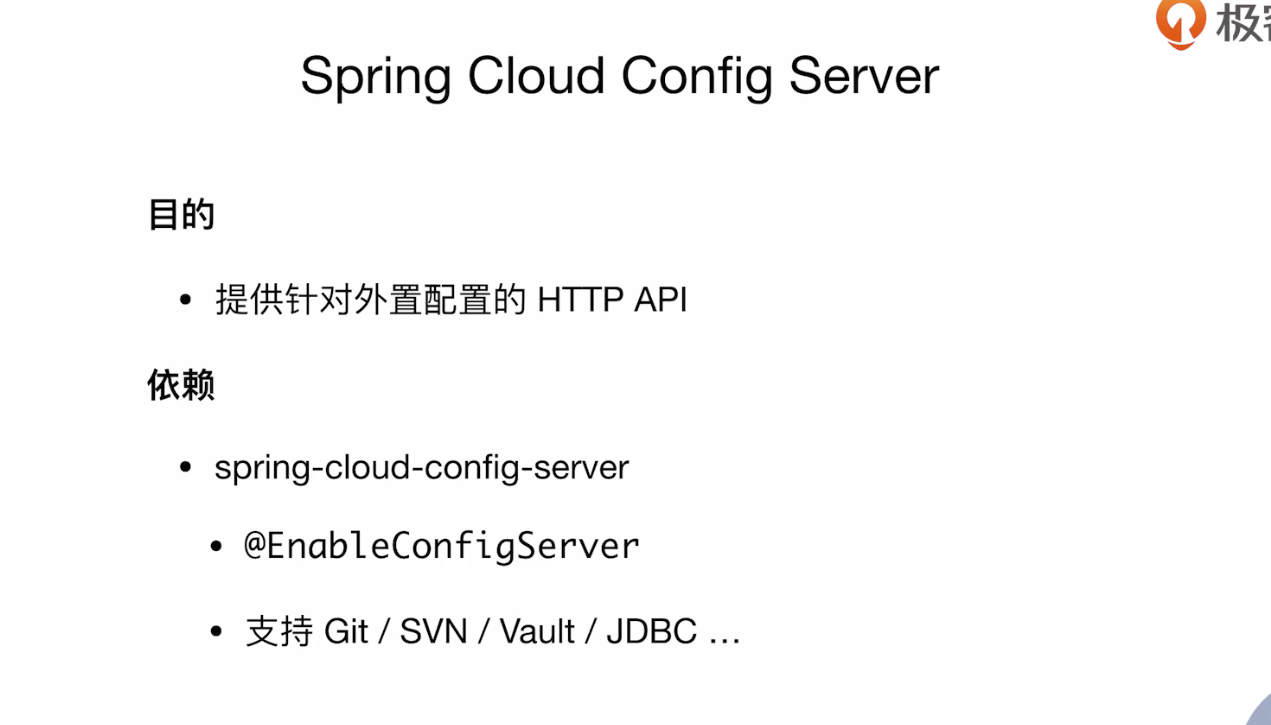 极
Spring Cloud Config Server
目的
• 提供针对外置配置的 HTTP API
依赖
• spring-cloud-config-server
• @EnableConfigServer
• 支持 Git / SVN / Vault / JDBC ...